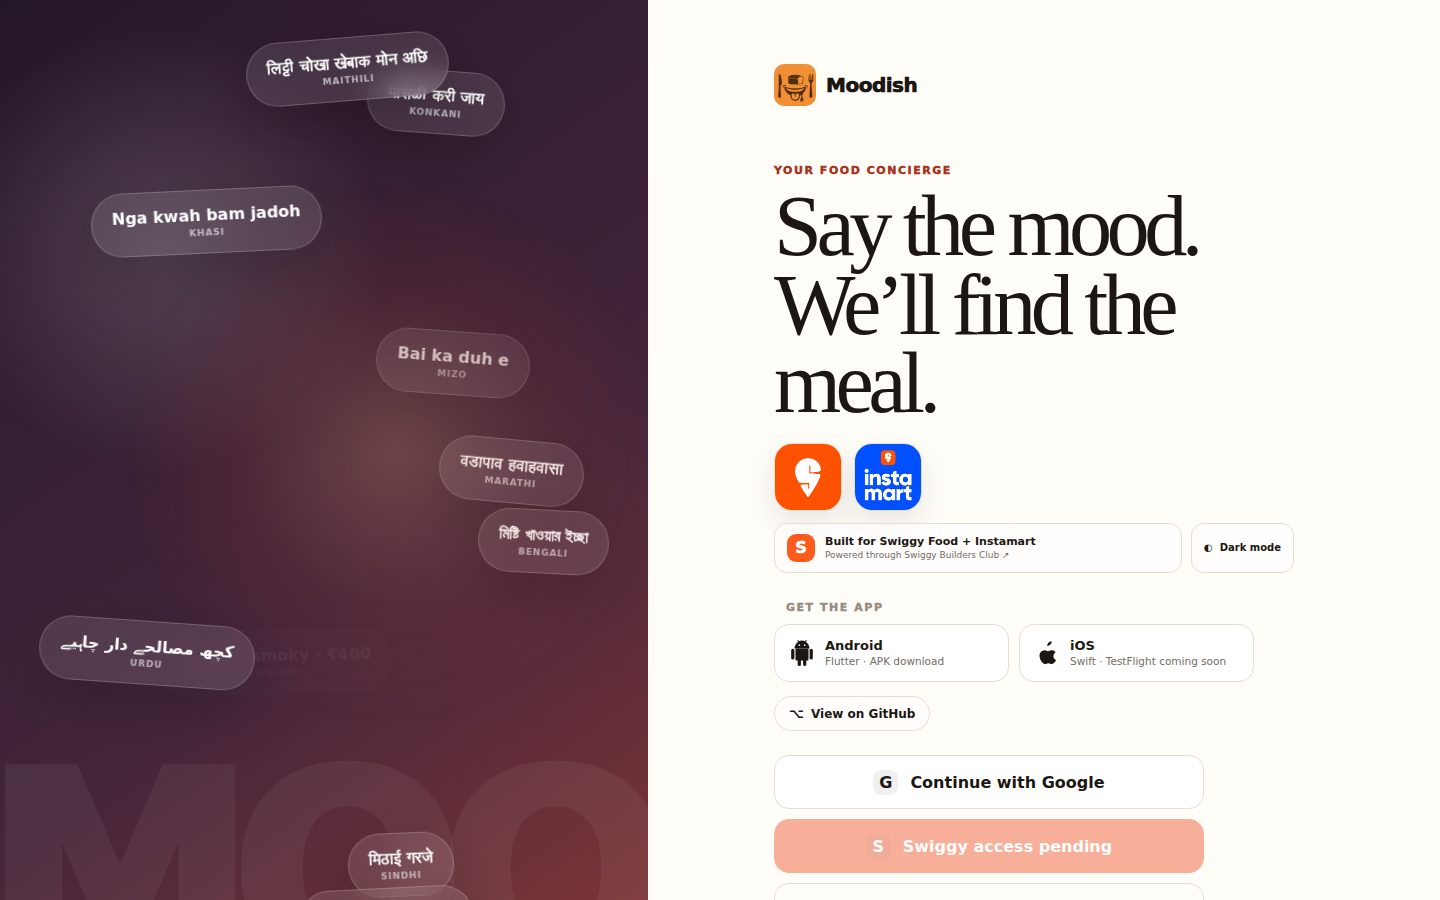 लिट्टी चोखा खेबाक मोन अछि
MAITHILI
करी जाय
KONKANI
Nga kwah bam jadoh
KHASI
Bai ka duh e
MIZO
वडापाव हवाहवासा
MARATHI
মিষ্টি খাওয়ার ইচ্ছা
BENGALI
کچھ مصالحے دار چاہیے
URDU
smoky · ₹400
ENGLISH
MOO
मिठाई गरजे
SINDHI
Moodish
YOUR FOOD CONCIERGE
Say the mood.
We’ll find the
meal.
insta
mart
S
Built for Swiggy Food + Instamart
Powered through Swiggy Builders Club ↗
Dark mode
GET THE APP
Android
Flutter · APK download
iOS
Swift · TestFlight coming soon
View on GitHub
G Continue with Google
S Swiggy access pending